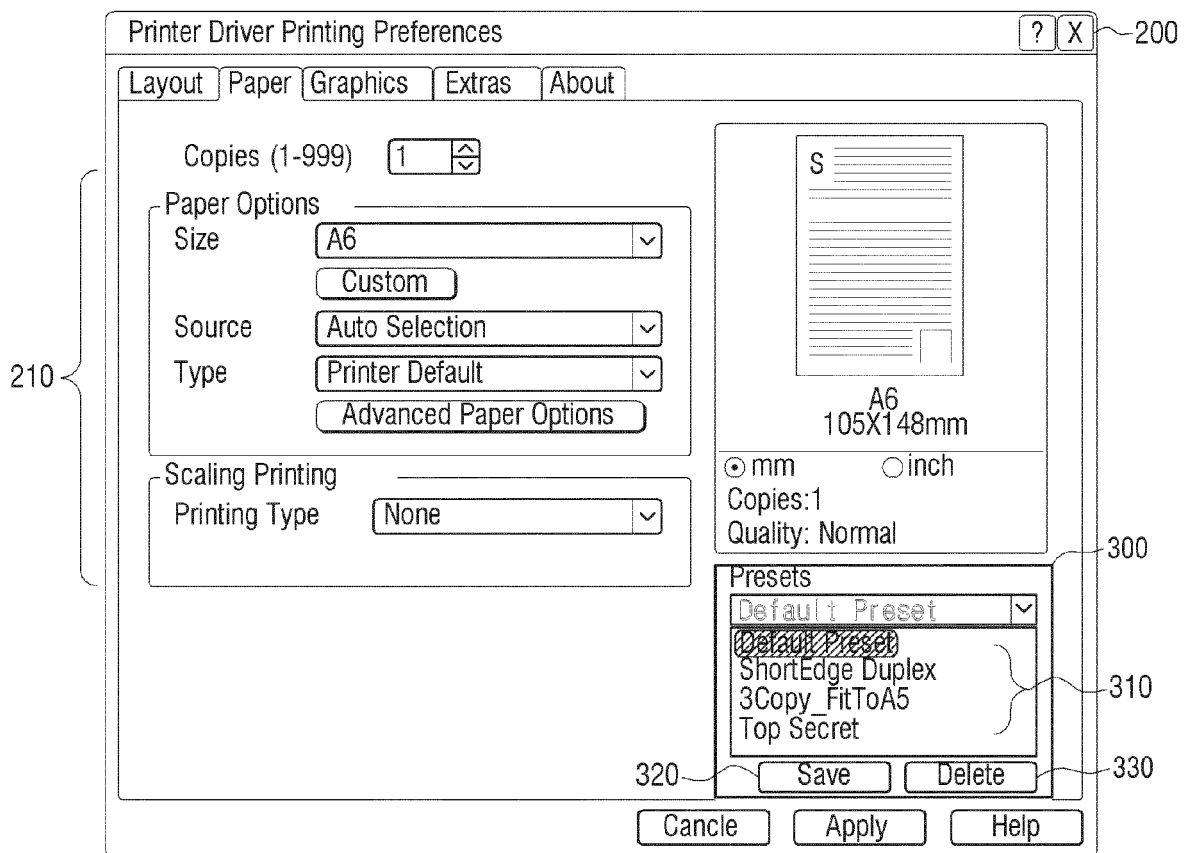 Printer Driver Printing Preferences ? X 200
Layout Paper Graphics Extras About
Copies (1-999) 1
210
Paper Options
Size A6
Custom
Source Auto Selection
Type Printer Default
Advanced Paper Options
Scaling Printing
Printing Type None
S
A6
105X148mm
mm inch
Copies:1
Quality: Normal
300
Presets
Default Preset
Default Preset
ShortEdge Duplex
3Copy_FitToA5
Top Secret
310
320 Save Delete 330
Cancle Apply Help